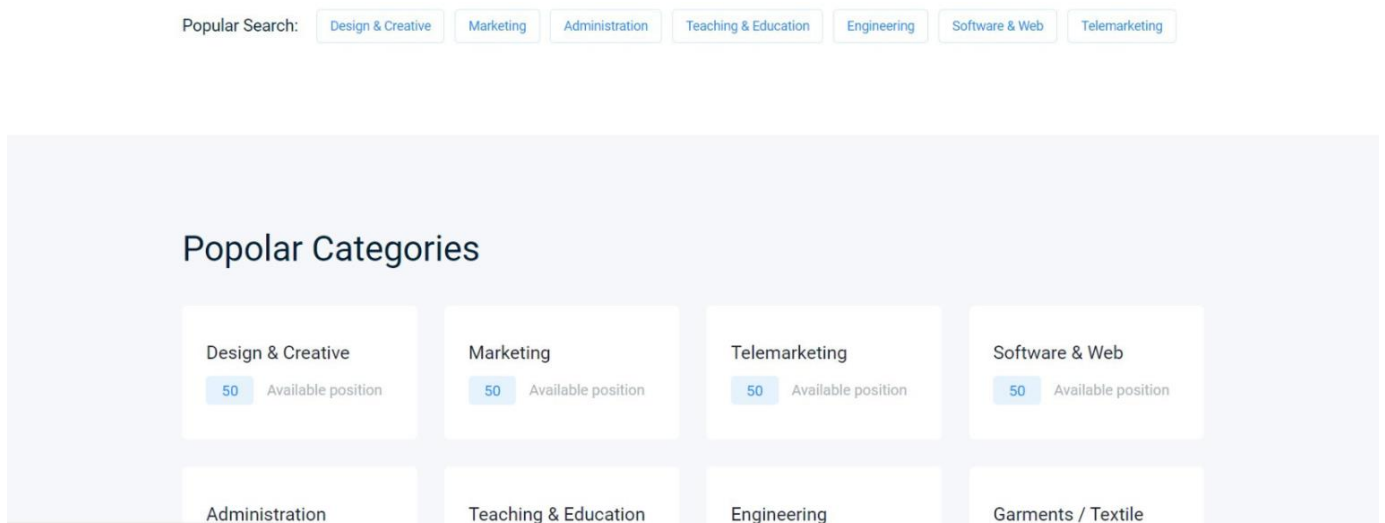 Popular Search: Design & Creative Marketing Administration Teaching & Education Engineering Software & Web Telemarketing
Popolar Categories
Design & Creative Marketing Telemarketing Software & Web
50 Available position 50 Available position 50 Available position 50 Available position
Administration Teaching & Education Engineering Garments / Textile